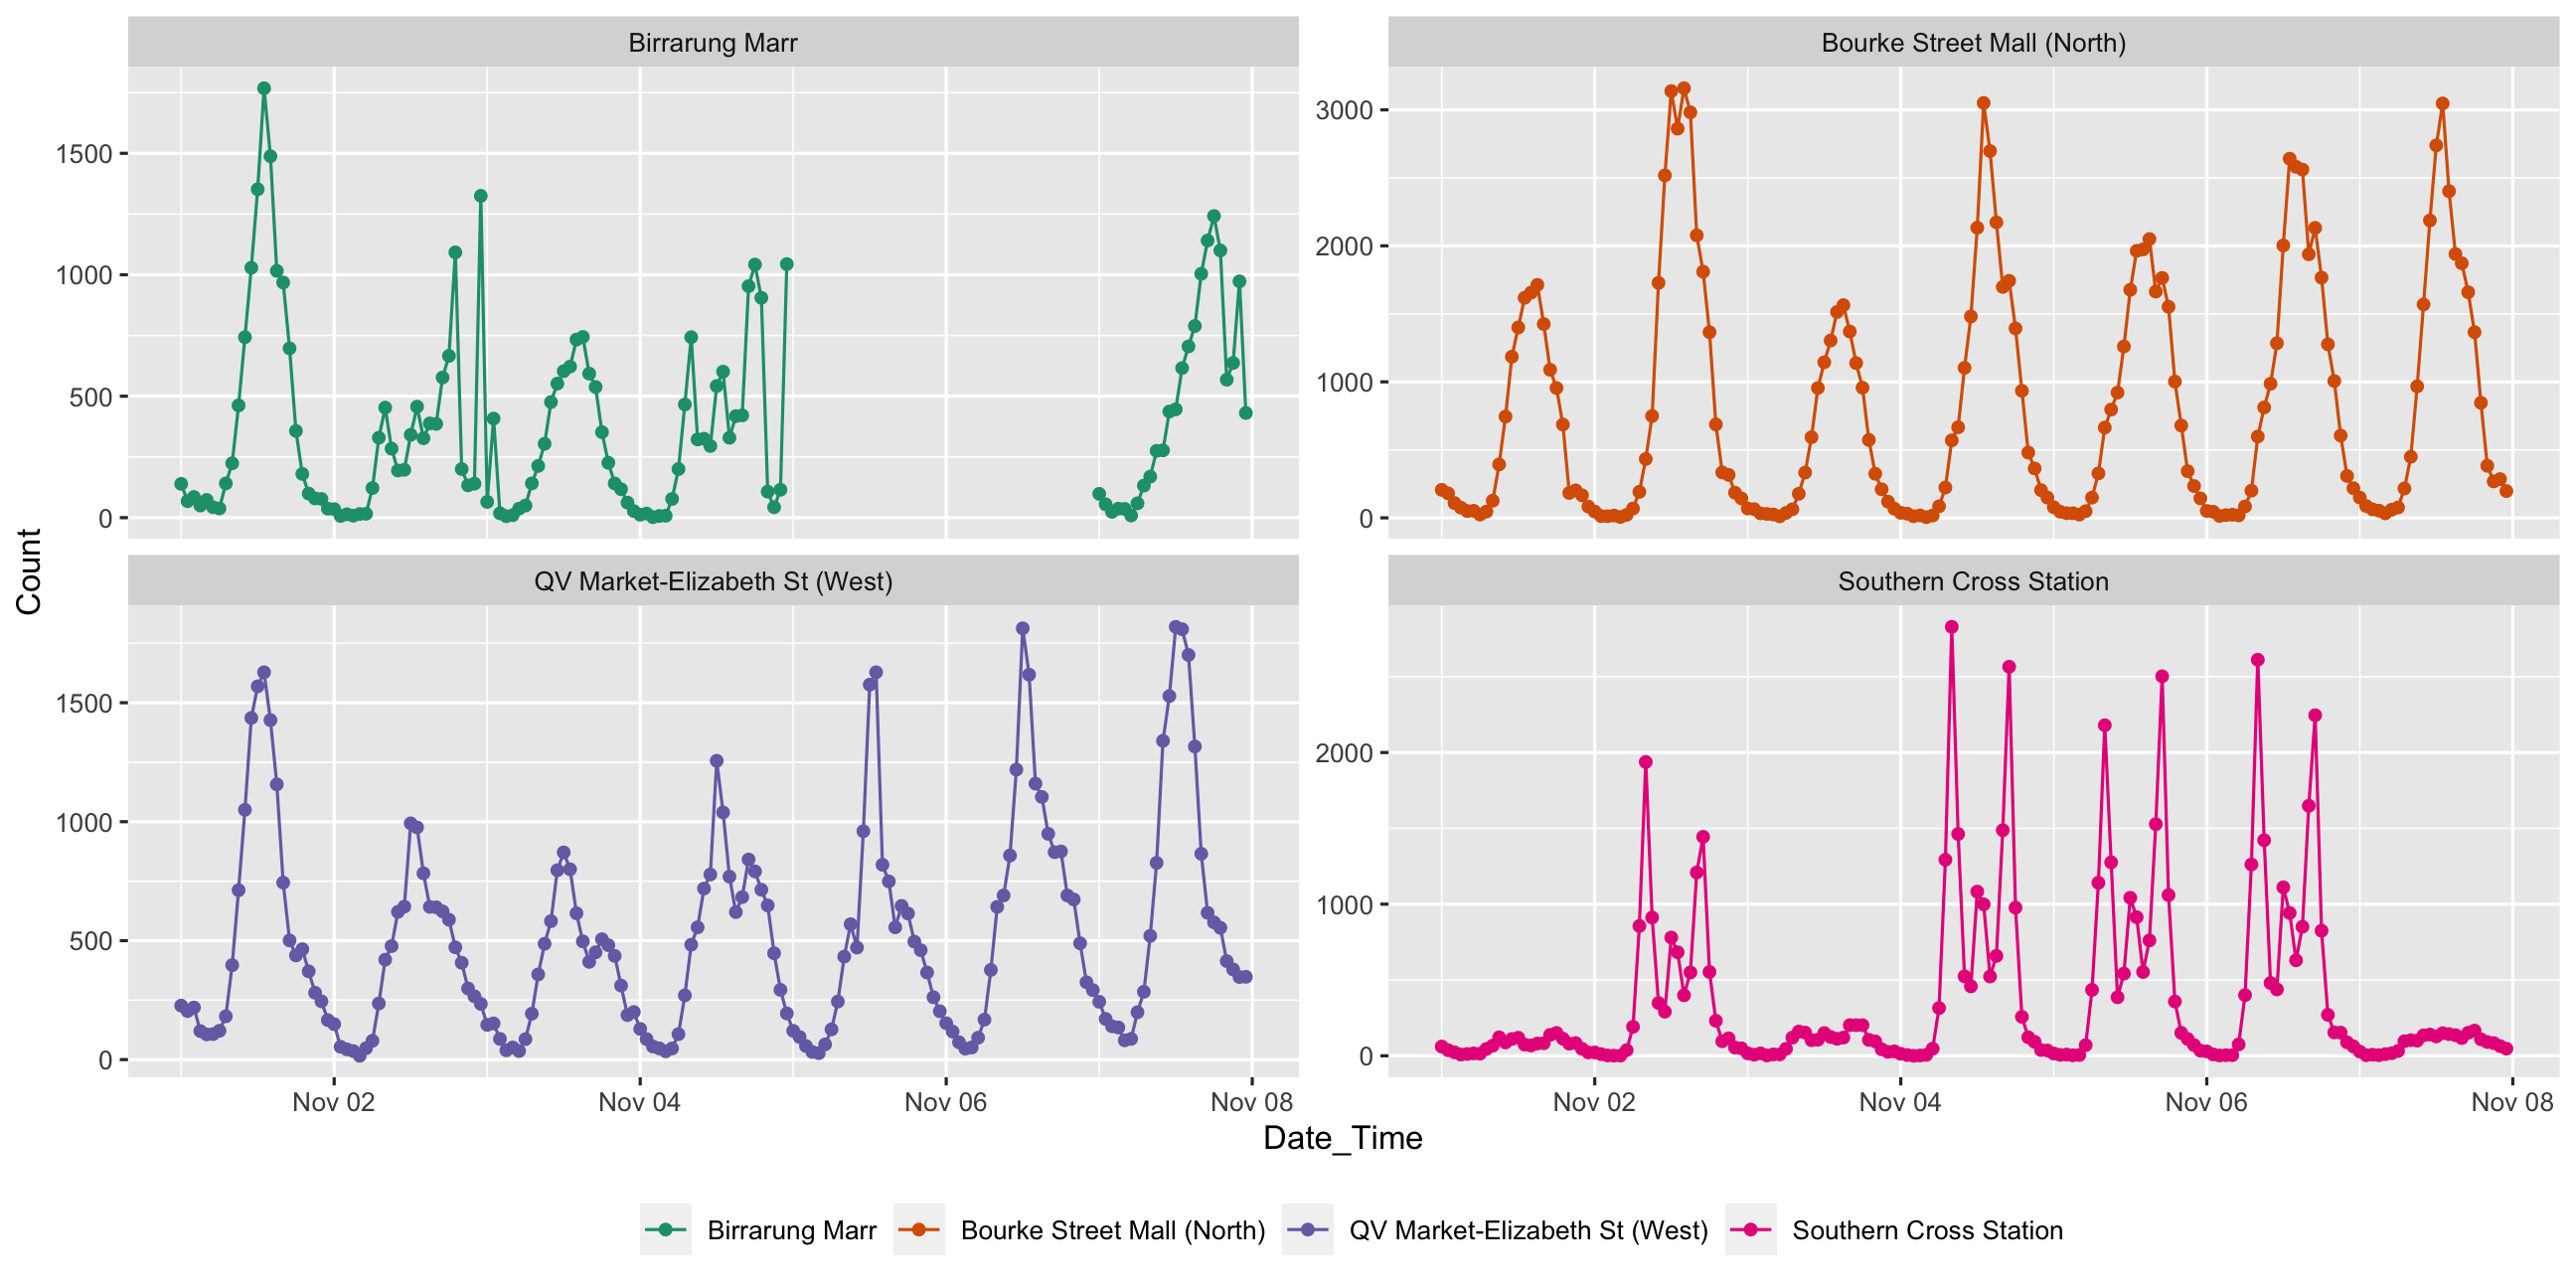 Birrarung Marr
Bourke Street Mall (North)
1500
1000
500
0
3000
2000
1000
0
Count
QV Market-Elizabeth St (West)
Southern Cross Station
1500
1000
500
0
2000
1000
0
Nov 02 Nov 04 Nov 06 Nov 08
Nov 02 Nov 04 Nov 06 Nov 08
Date_Time
Birrarung Marr Bourke Street Mall (North) QV Market-Elizabeth St (West) Southern Cross Station